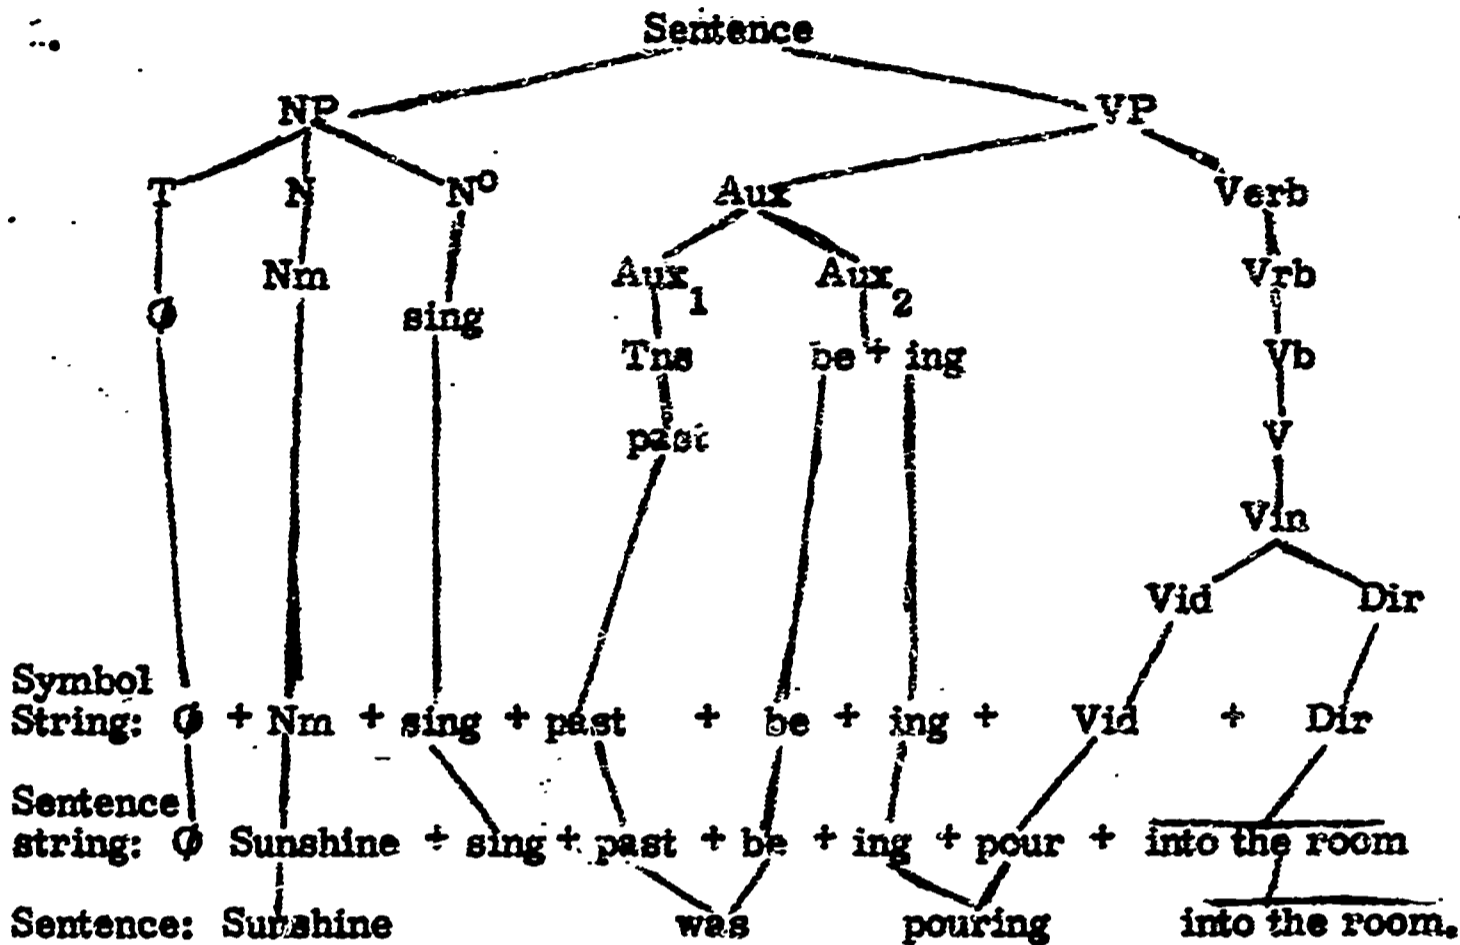 Sentence
NP VP
T N Nº Aux Verb
Nm Aux₁ Aux₂ Vrb
Ø sing
Tns be + ing Vb
past V
Vin
Vid Dir
Symbol
String: Ø + Nm + sing + past + be + ing + Vid + Dir
Sentence
string: Ø Sunshine + sing + past + be + ing + pour + into the room
Sentence: Sunshine was pouring into the room.